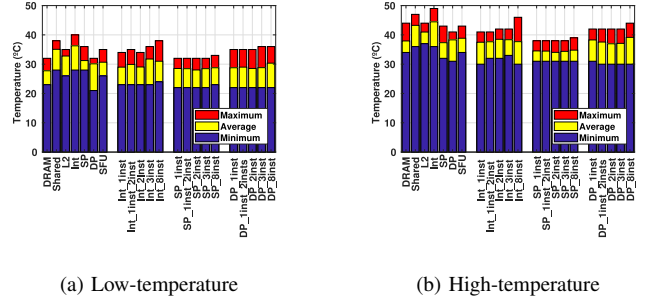 50
40
30
20
10
0
Temperature (ºC)
Maximum
Average
Minimum
DRAM
Shared
L2
Int
SP
DP
SFU
Int_1inst
Int_1inst_2inst
Int_2inst
Int_3inst
Int_8inst
SP_1inst
SP_1inst_2inst
SP_2inst
SP_3inst
SP_8inst
DP_1inst
DP_1inst_2insts
DP_2inst
DP_3inst
DP_8inst
(a) Low-temperature
50
40
30
20
10
0
Temperature (ºC)
Maximum
Average
Minimum
DRAM
Shared
L2
Int
SP
DP
SFU
Int_1inst
Int_1inst_2inst
Int_2inst
Int_3inst
Int_8inst
SP_1inst
SP_1inst_2inst
SP_2inst
SP_3inst
SP_8inst
DP_1inst
DP_1inst_2insts
DP_2inst
DP_3inst
DP_8inst
(b) High-temperature